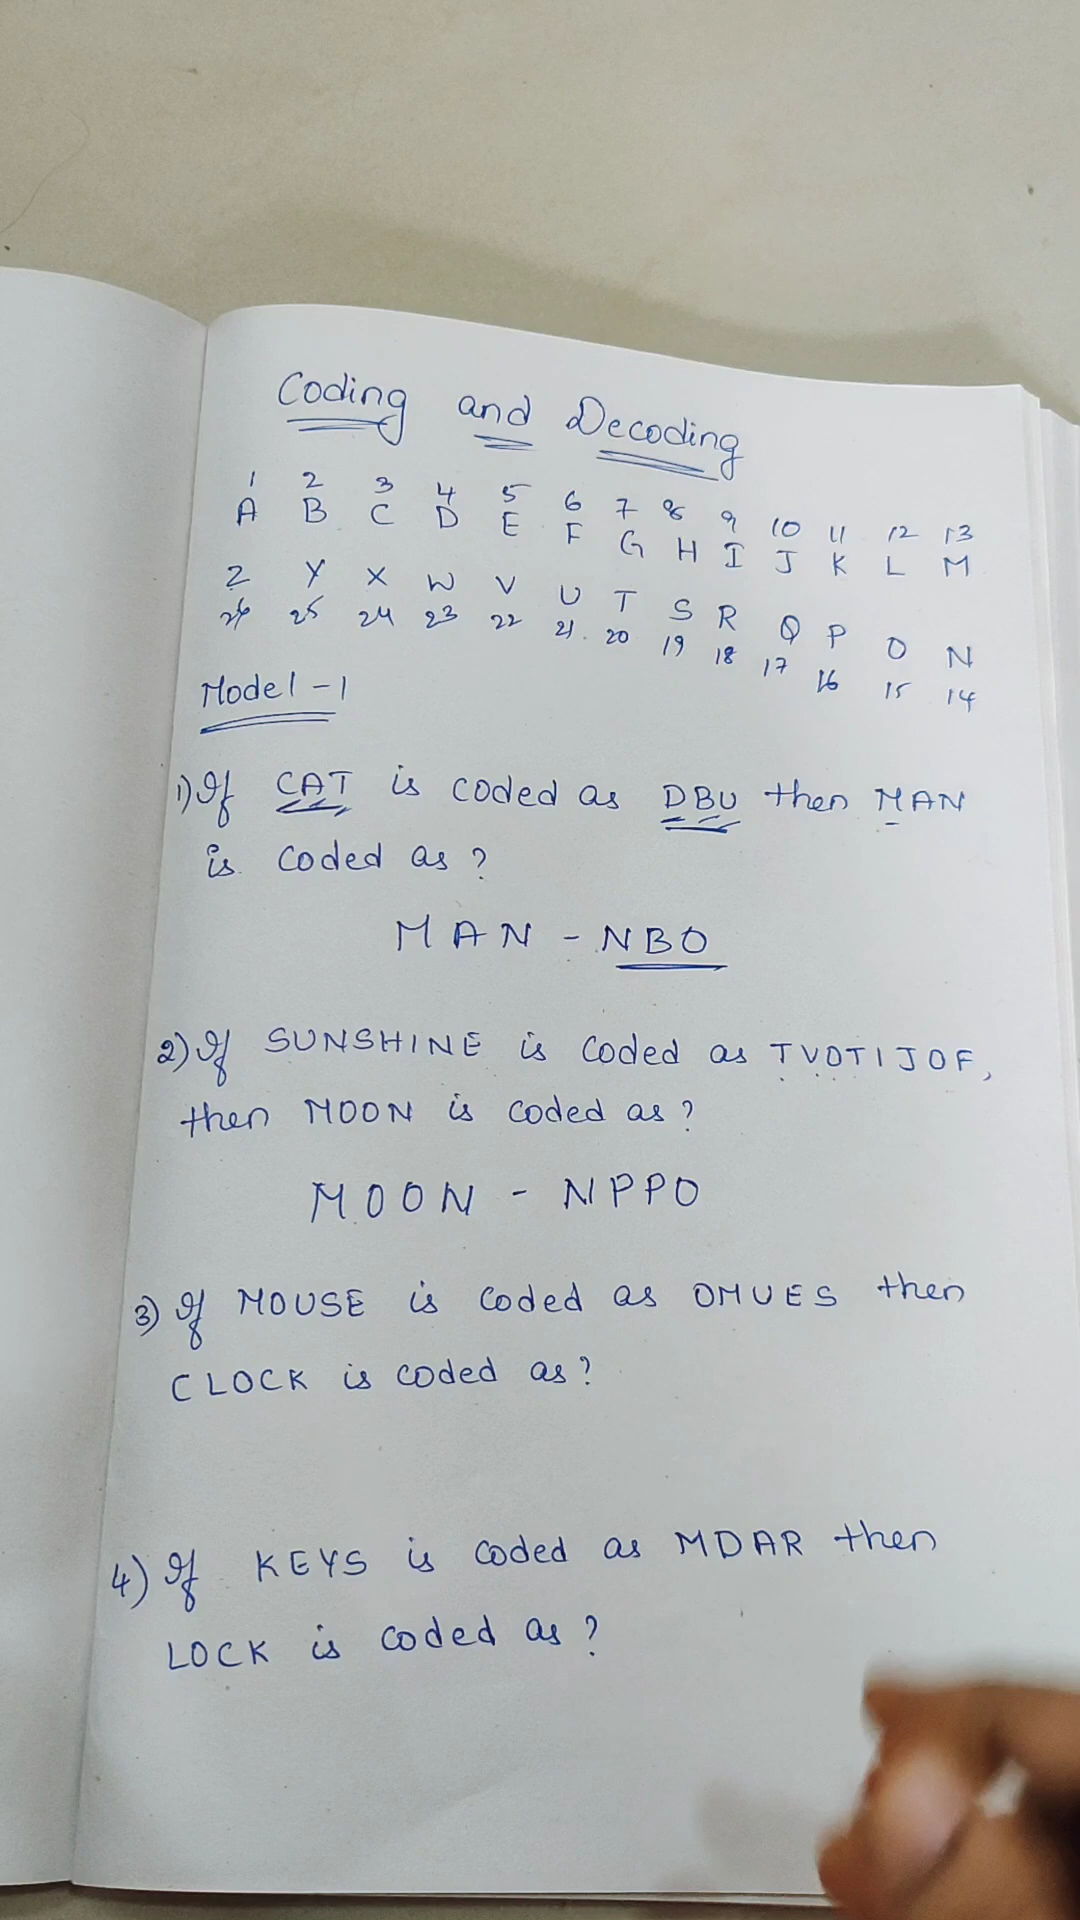 Coding and Decoding
1 2 3 4 5 6 7 8 9 10 11 12 13
A B C D E F G H I J K L M
Z Y X W V U T S R Q P O N
26 25 24 23 22 21. 20 19 18 17 16 15 14
Model-1
1) If CAT is coded as DBU then MAN
is coded as?
MAN - NBO
2) If SUNSHINE is coded as TVOTIJOF,
then MOON is coded as?
MOON - NPPO
3) If MOUSE is coded as OMUES then
CLOCK is coded as?
4) If KEYS is coded as MDAR then
LOCK is coded as?